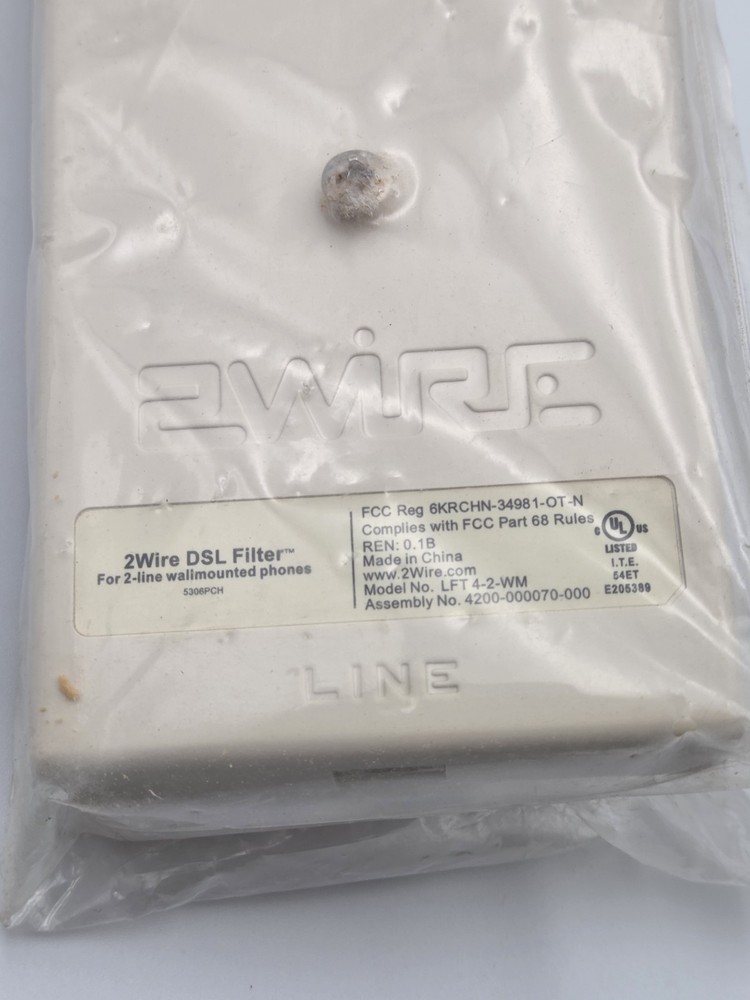 2WiRE
2Wire DSL Filter™
For 2-line wallmounted phones
5306PCH
FCC Reg 6KRCHN-34981-OT-N
Complies with FCC Part 68 Rules
REN: 0.1B
Made in China
www.2Wire.com
Model No. LFT 4-2-WM
Assembly No. 4200-000070-000
c UL US
LISTED
I.T.E.
54ET
E205389
LINE